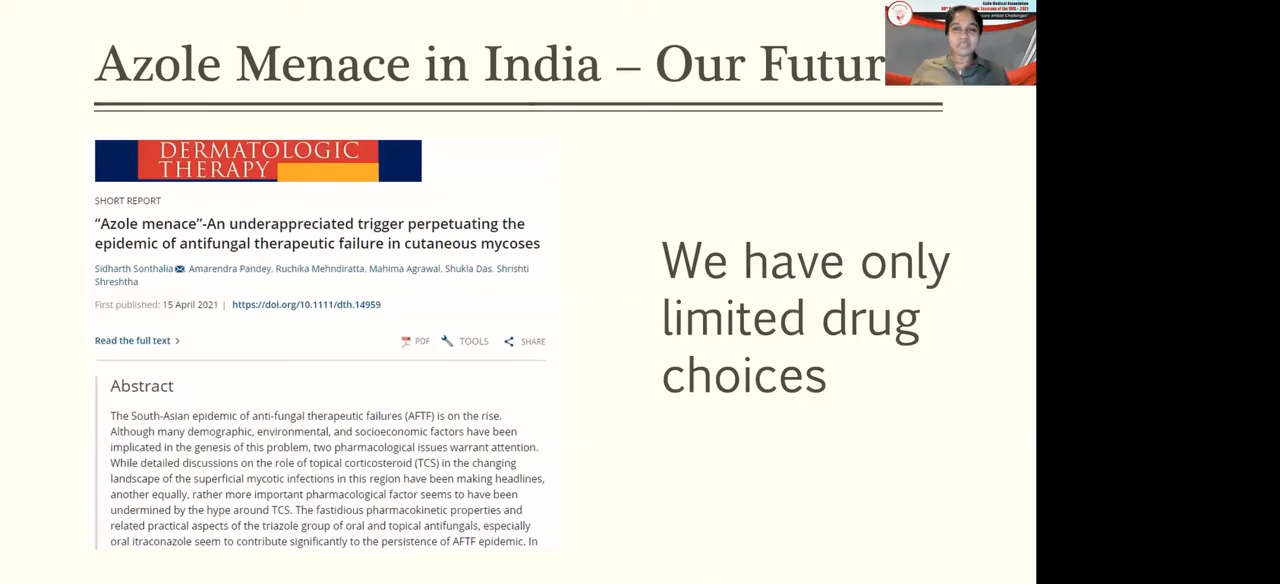 Azole Menace in India – Our Futur
DERMATOLOGIC
THERAPY
SHORT REPORT
“Azole menace”-An underappreciated trigger perpetuating the
epidemic of antifungal therapeutic failure in cutaneous mycoses
Sidharth Sonthalia, Amarendra Pandey, Ruchika Mehndiratta, Mahima Agrawal, Shukla Das, Shrishti
Shreshtha
First published: 15 April 2021 | https://doi.org/10.1111/dth.14959
Read the full text >
PDF TOOLS SHARE
Abstract
The South-Asian epidemic of anti-fungal therapeutic failures (AFTF) is on the rise.
Although many demographic, environmental, and socioeconomic factors have been
implicated in the genesis of this problem, two pharmacological issues warrant attention.
While detailed discussions on the role of topical corticosteroid (TCS) in the changing
landscape of the superficial mycotic infections in this region have been making headlines,
another equally, rather more important pharmacological factor seems to have been
undermined by the hype around TCS. The fastidious pharmacokinetic properties and
related practical aspects of the triazole group of oral and topical antifungals, especially
oral itraconazole seem to contribute significantly to the persistence of AFTF epidemic. In
We have only
limited drug
choices
Galle Medical Association